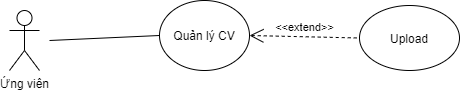 Quản lý CV
<<extend>>
Upload
Ứng viên